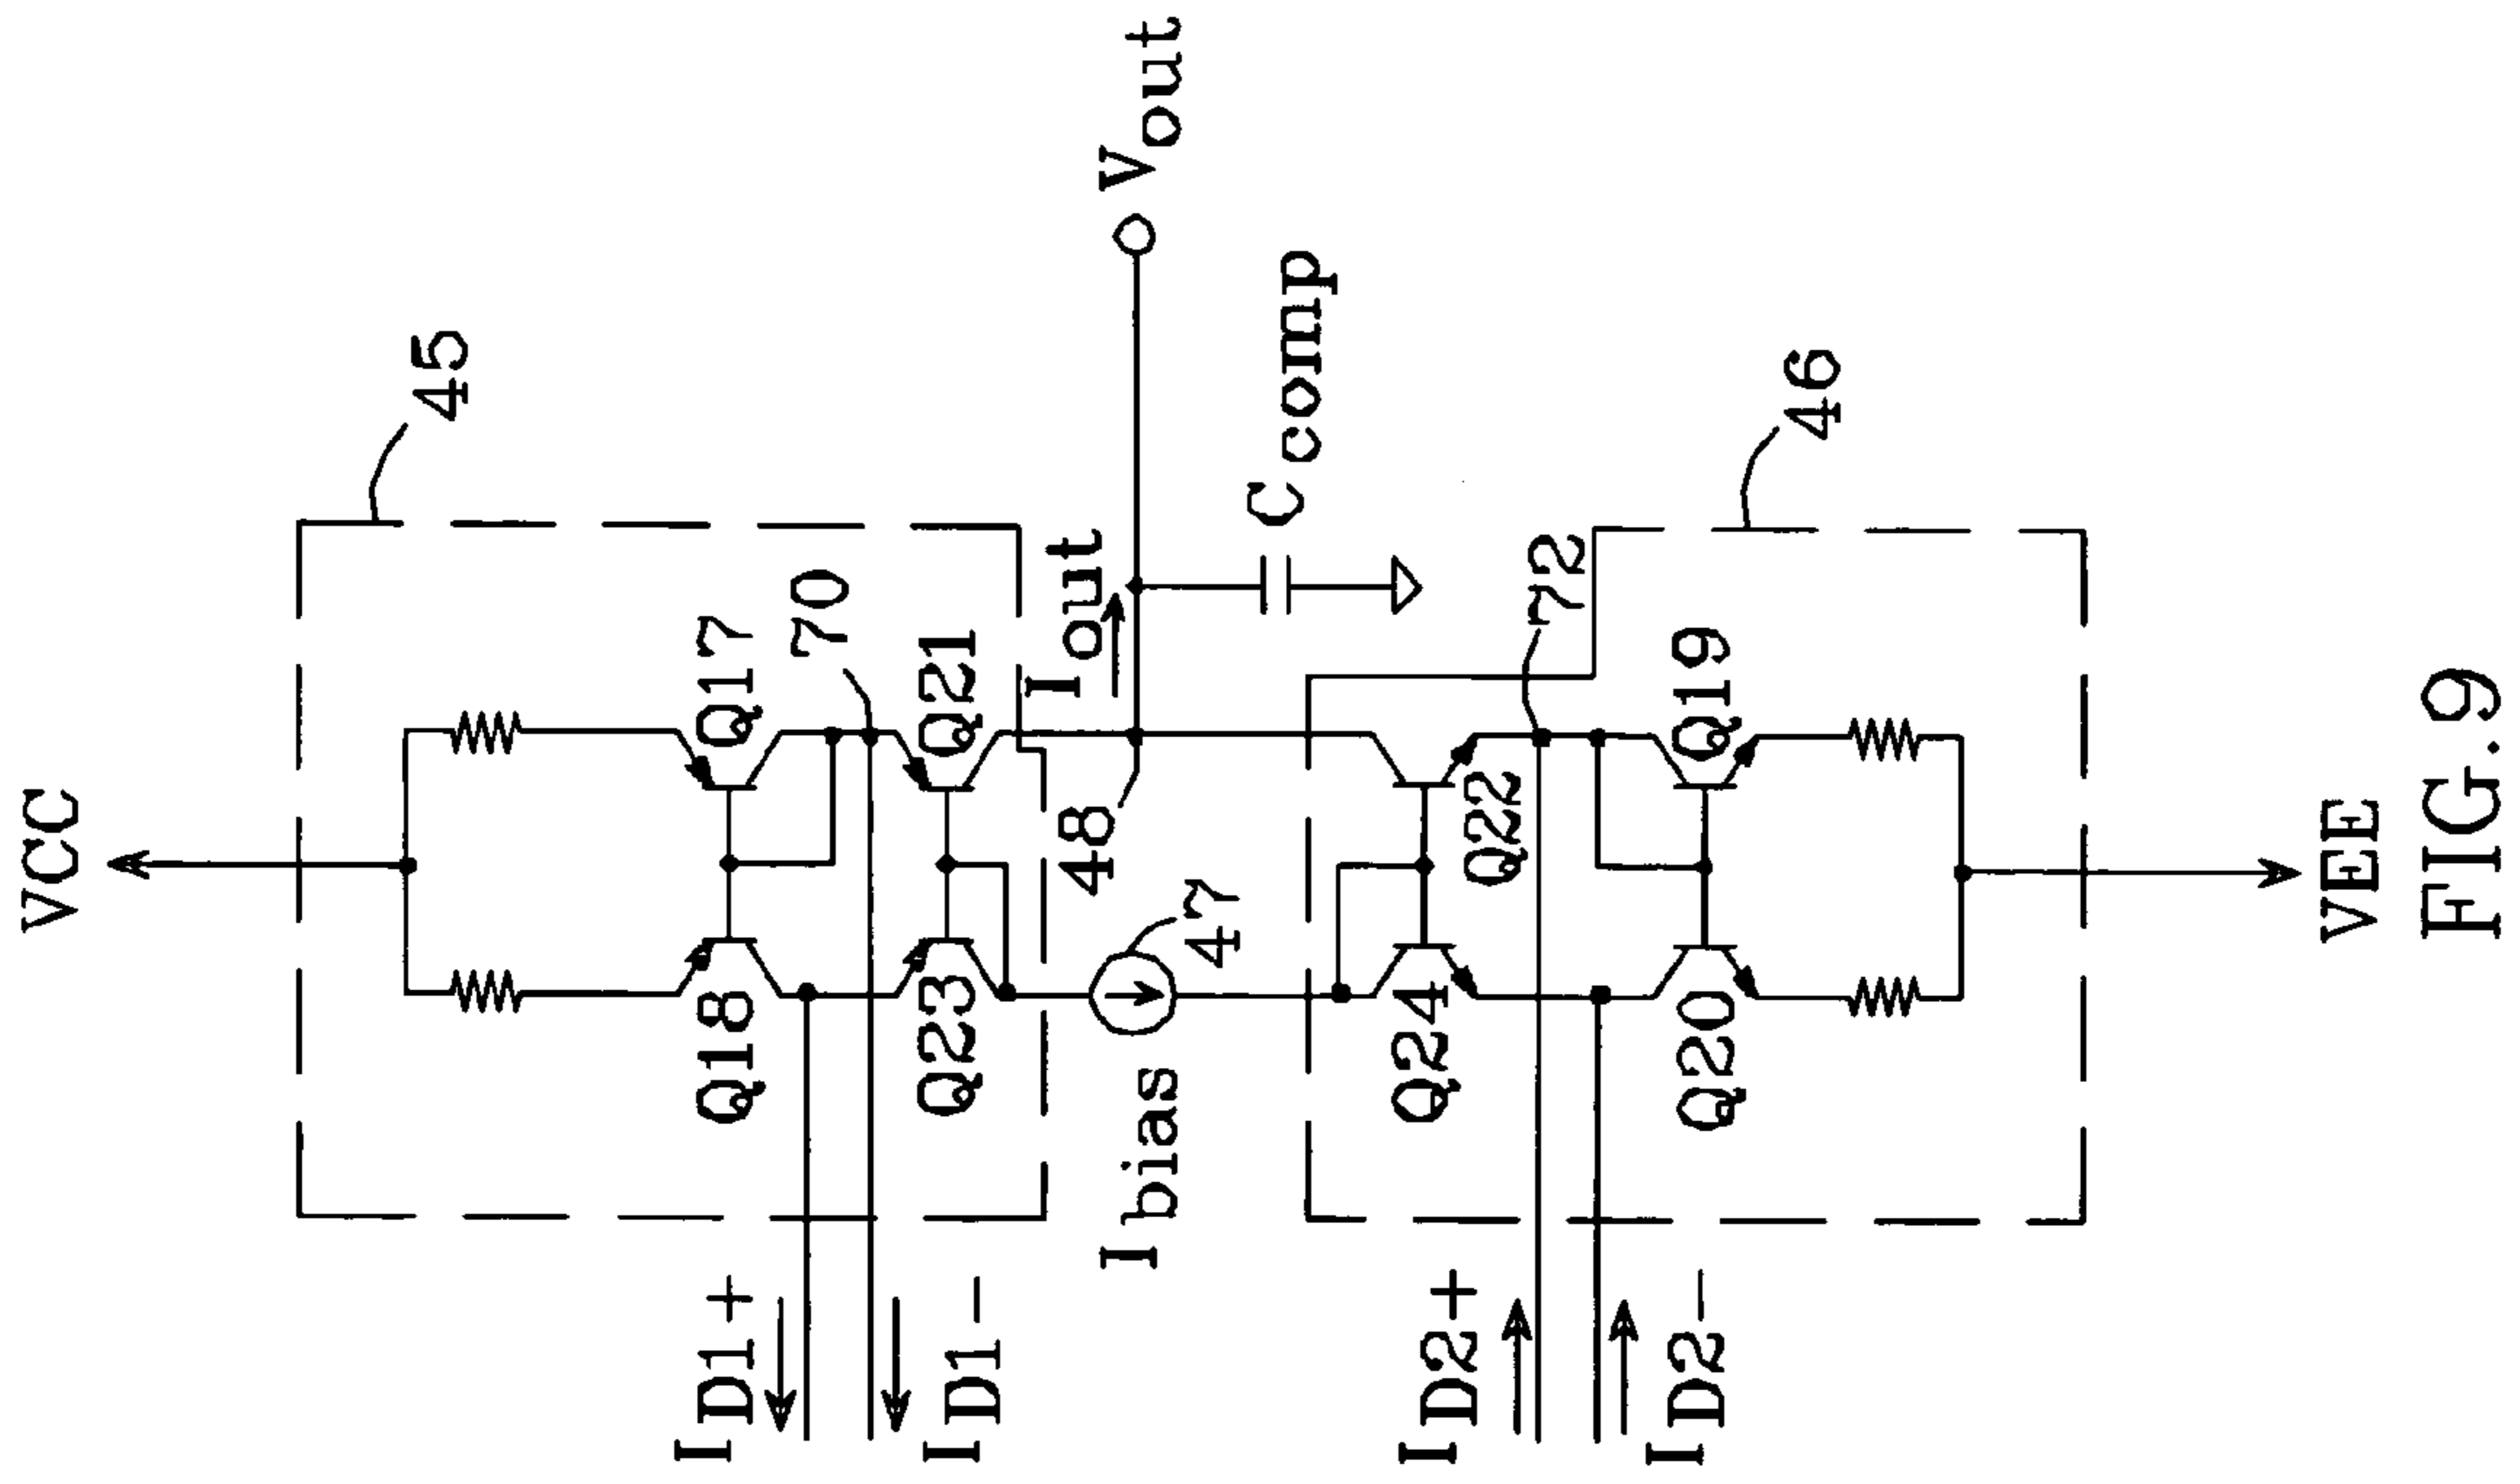 VCC
45
Q18
Q17
70
ID1+
ID1-
Q23
Q21
Iout
48
Vout
Ibias
47
Ccomp
Q24
Q22
72
ID2+
ID2-
Q20
Q19
46
VEE
FIG.9